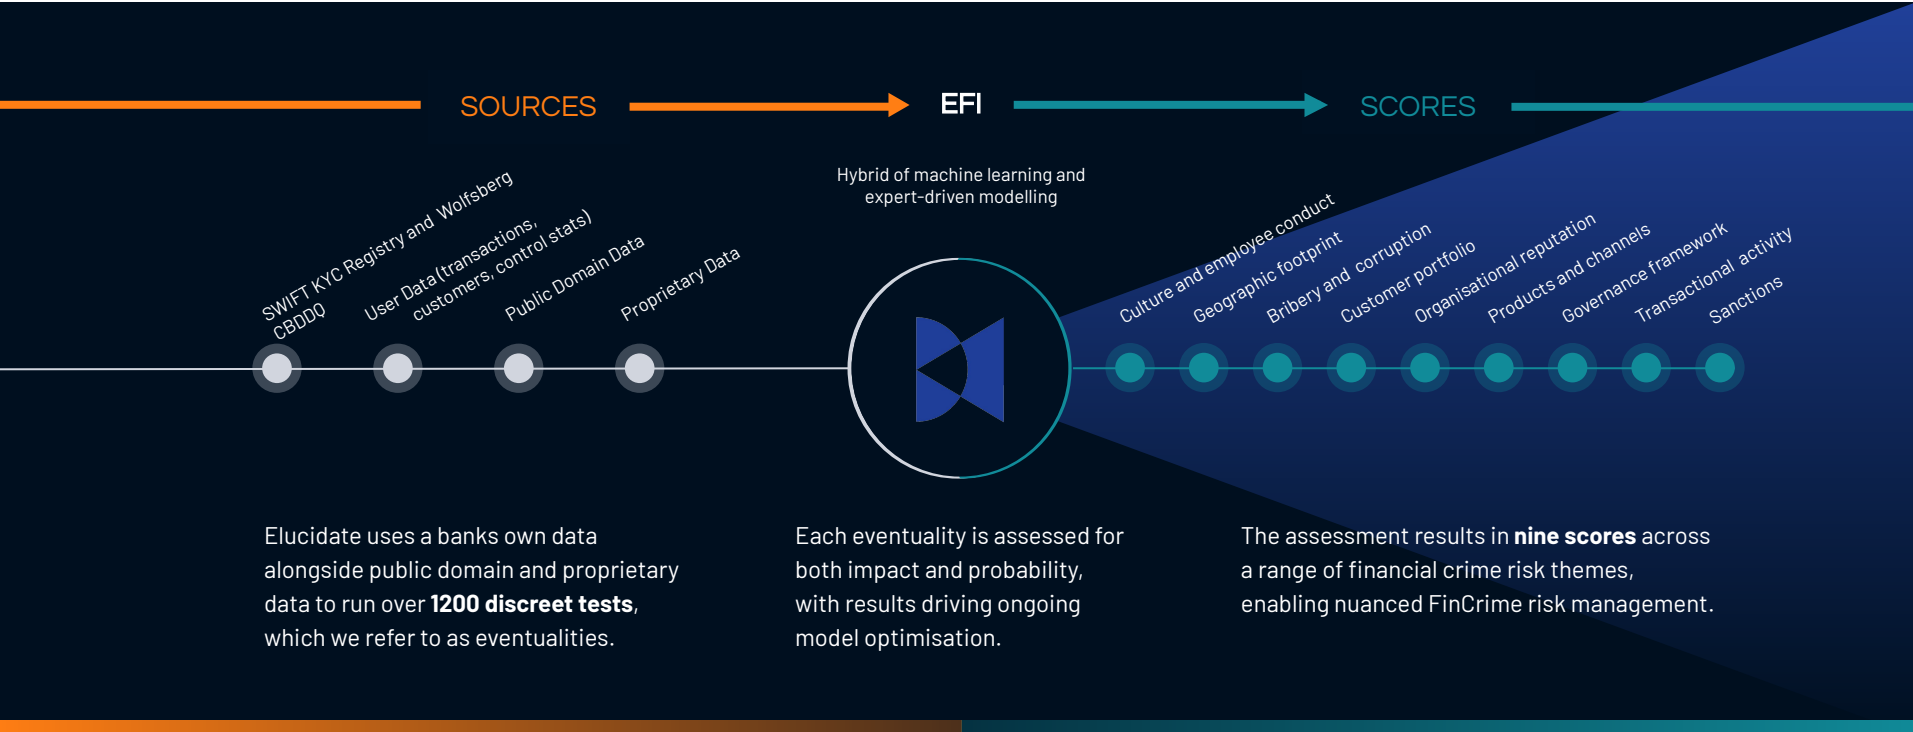 SOURCES
EFI
SCORES
Hybrid of machine learning and
expert-driven modelling
SWIFT KYC Registry and Wolfsberg
CBDDQ
User Data (transactions,
customers, control stats)
Public Domain Data
Proprietary Data
Culture and employee conduct
Geographic footprint
Bribery and corruption
Customer portfolio
Organisational reputation
Products and channels
Governance framework
Transactional activity
Sanctions
Elucidate uses a banks own data
alongside public domain and proprietary
data to run over 1200 discreet tests,
which we refer to as eventualities.
Each eventuality is assessed for
both impact and probability,
with results driving ongoing
model optimisation.
The assessment results in nine scores across
a range of financial crime risk themes,
enabling nuanced FinCrime risk management.